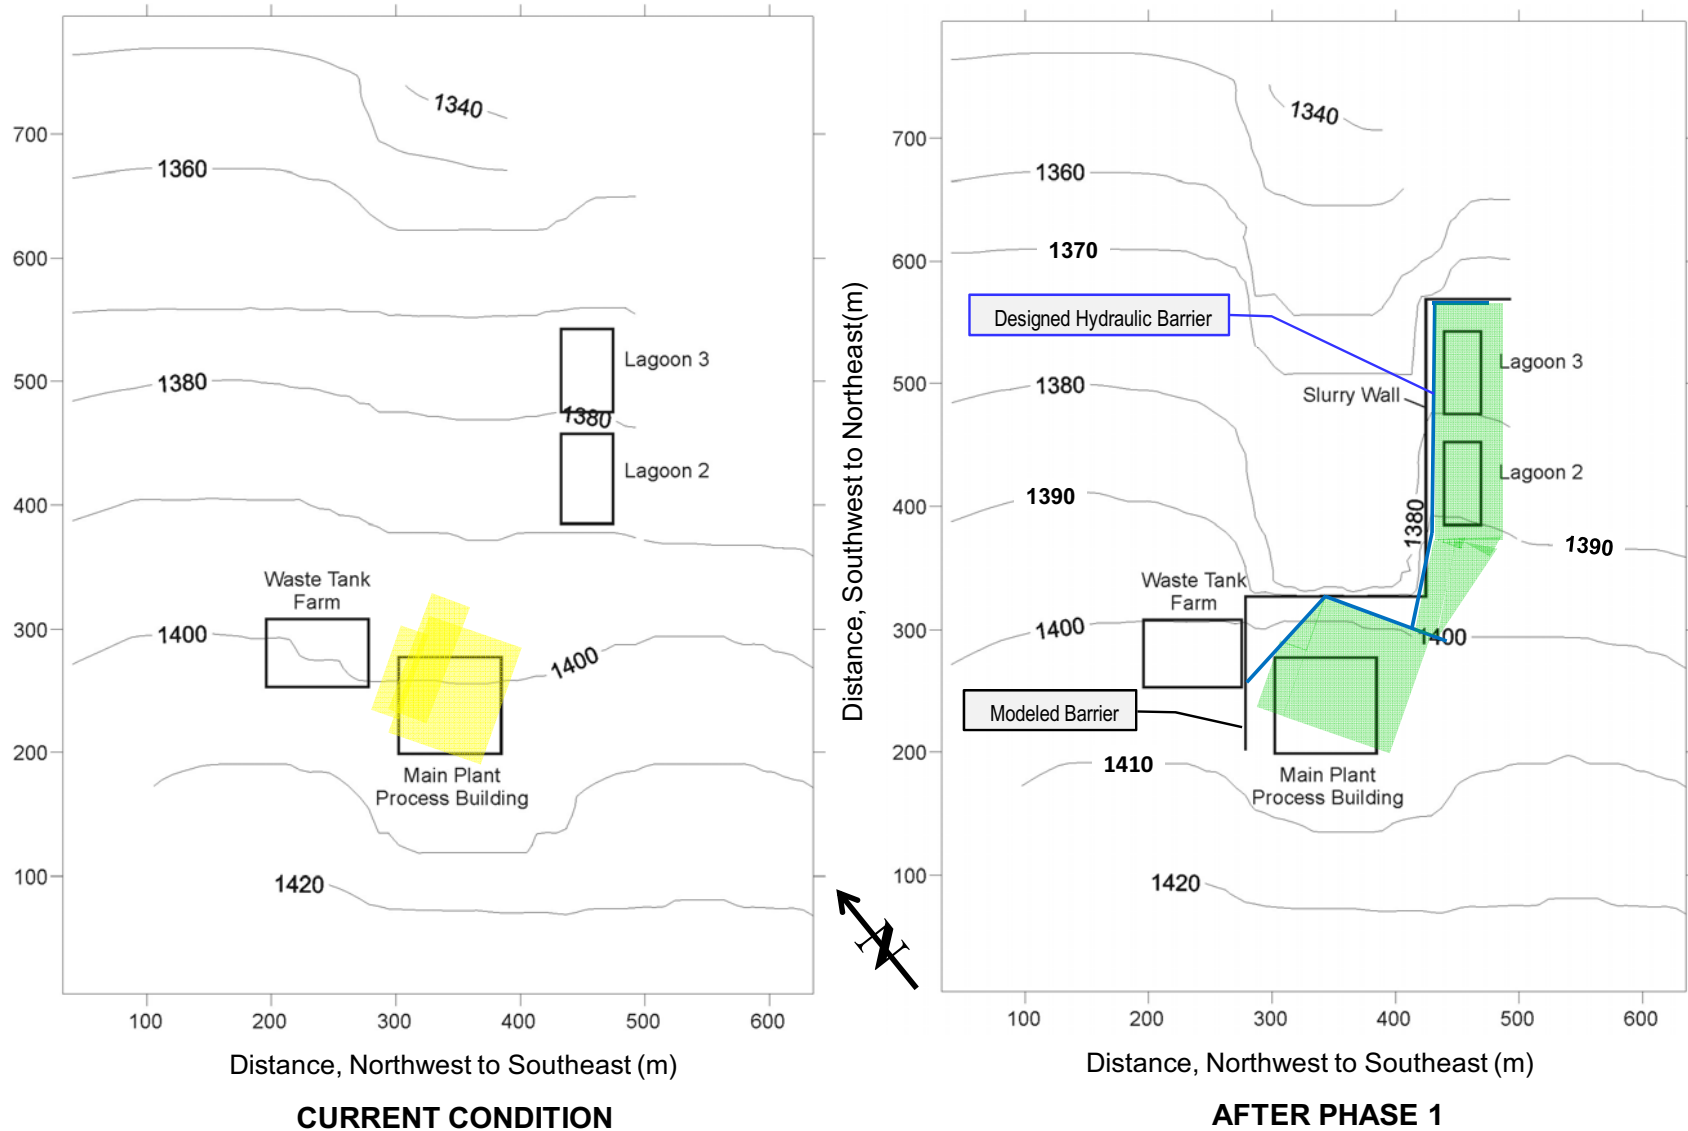 1340
700
1360
600
500
1380
Lagoon 3
1380
Lagoon 2
400
Waste Tank
Farm
300
1400
1400
200
Main Plant
Process Building
100
1420
100
200
300
400
500
600
Distance, Northwest to Southeast (m)
CURRENT CONDITION
Distance, Southwest to Northeast(m)
N
1340
700
1360
600
1370
Designed Hydraulic Barrier
500
1380
Slurry Wall
Lagoon 3
Lagoon 2
400
1390
1380
1390
Waste Tank
Farm
300
1400
1400
Modeled Barrier
200
1410
Main Plant
Process Building
100
1420
100
200
300
400
500
600
Distance, Northwest to Southeast (m)
AFTER PHASE 1